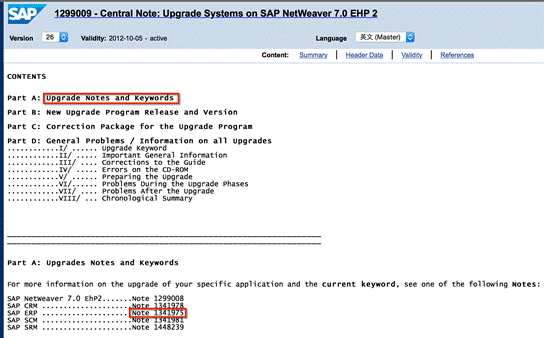 SAP 1299009 - Central Note: Upgrade Systems on SAP NetWeaver 7.0 EHP 2
Version 26 Validity: 2012-10-05 - active Language 英文 (Master)
Content: Summary | Header Data | Validity | References
CONTENTS
Part A: Upgrade Notes and Keywords
Part B: New Upgrade Program Release and Version
Part C: Correction Package for the Upgrade Program
Part D: General Problems / Information on all Upgrades
............I/ ...... Upgrade Keyword
............II/ ..... Important General Information
............III/ .... Corrections to the Guide
............IV/ ..... Errors on the CD-ROM
............V/ ...... Preparing the Upgrade
............VI/...... Problems During the Upgrade Phases
............VII/ .... Problems After the Upgrade
............VIII/ ... Chronological Summary
Part A: Upgrades Notes and Keywords
For more information on the upgrade of your specific application and the current keyword, see one of the following Notes:
SAP NetWeaver 7.0 EhP2.......Note 1299008
SAP CRM .....................Note 1341978
SAP ERP .....................Note 1341975
SAP SCM .....................Note 1341981
SAP SRM .....................Note 1448239